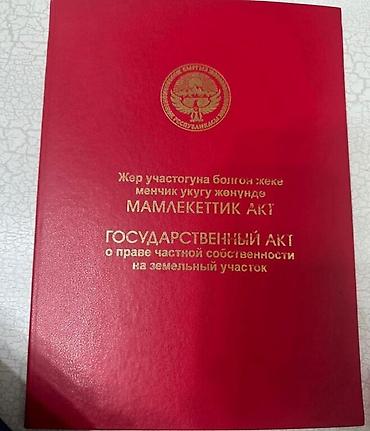 Жер участогуна болгон жеке
менчик укугу жөнүндө
МАМЛЕКЕТТИК АКТ
ГОСУДАРСТВЕННЫЙ АКТ
о праве частной собственности
на земельный участок